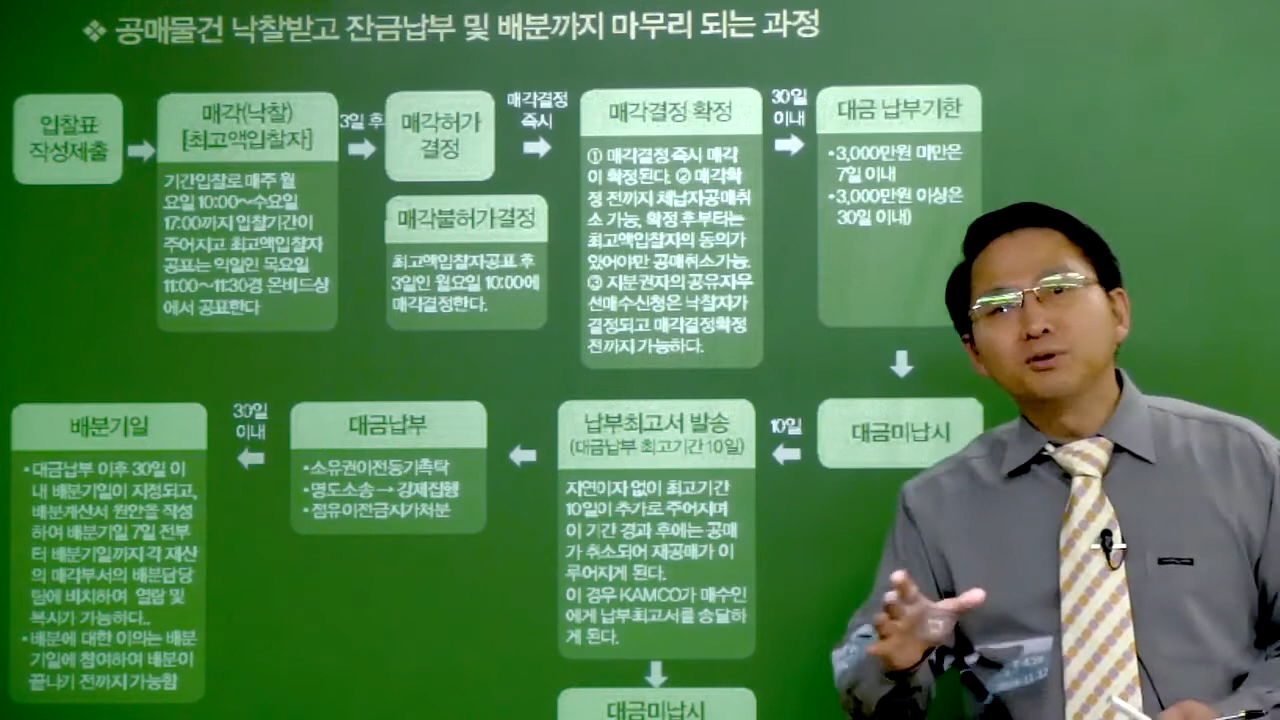 ❖ 공매물건 낙찰받고 잔금납부 및 배분까지 마무리 되는 과정
입찰표
작성제출
매각(낙찰)
[최고액입찰자]
기간입찰로 매주 월
요일 10:00~수요일
17:00까지 입찰기간이
주어지고 최고액입찰자
공표는 익일인 목요일
11:00~11:30경 온비드상
에서 공표한다
3일 후
매각허가
결정
매각불허가결정
최고액입찰자공표 후
3일인 월요일 10:00에
매각결정한다.
매각결정
즉시
매각결정 확정
① 매각결정 즉시 매각
이 확정된다. ② 매각확
정 전까지 체납자공매취
소 가능, 확정 후부터는
최고액입찰자의 동의가
있어야만 공매취소가능.
③ 지분권자의 공유자우
선매수신청은 낙찰자가
결정되고 매각결정확정
전까지 가능하다.
30일
이내
대금 납부기한
•3,000만원 미만은
7일 이내
•3,000만원 이상은
30일 이내)
대금미납시
10일
납부최고서 발송
(대금납부 최고기간 10일)
지연이자 없이 최고기간
10일이 추가로 주어지며
이 기간 경과 후에는 공매
가 취소되어 재공매가 이
루어지게 된다.
이 경우 KAMCO가 매수인
에게 납부최고서를 송달하
게 된다.
대금미납시
대금납부
•소유권이전등기촉탁
•명도소송→강제집행
•점유이전금지가처분
30일
이내
배분기일
•대금납부 이후 30일 이
내 배분기일이 지정되고,
배분계산서 원안을 작성
하여 배분기일 7일 전부
터 배분기일까지 각 재산
의 매각부서의 배분담당
팀에 비치하여 열람 및
복사가 가능하다..
•배분에 대한 이의는 배분
기일에 참여하여 배분이
끝나기 전까지 가능함